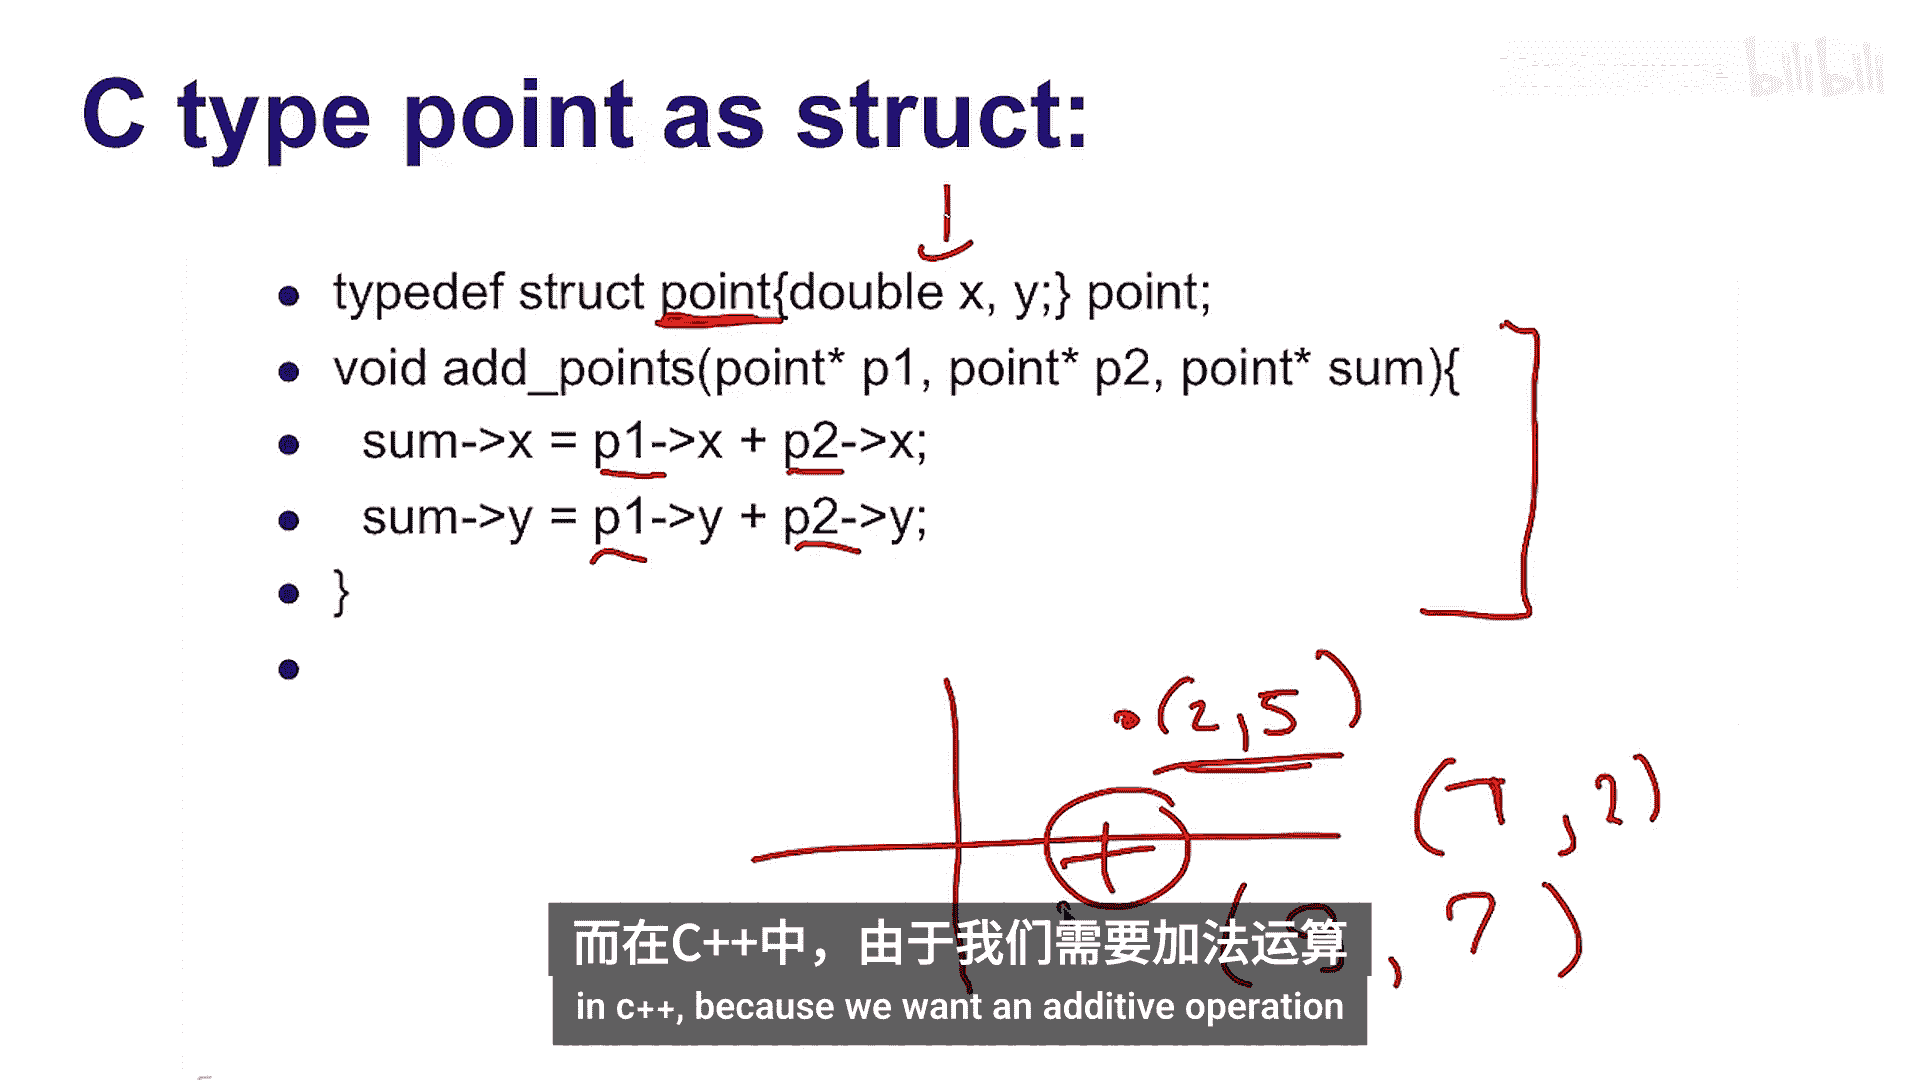 bilibili
C type point as struct:
• typedef struct point{double x, y;} point;
• void add_points(point* p1, point* p2, point* sum){
• sum->x = p1->x + p2->x;
• sum->y = p1->y + p2->y;
• }
•
(2,5)
+
(7,2)
(9,7)
而在C++中，由于我们需要加法运算
in c++, because we want an additive operation